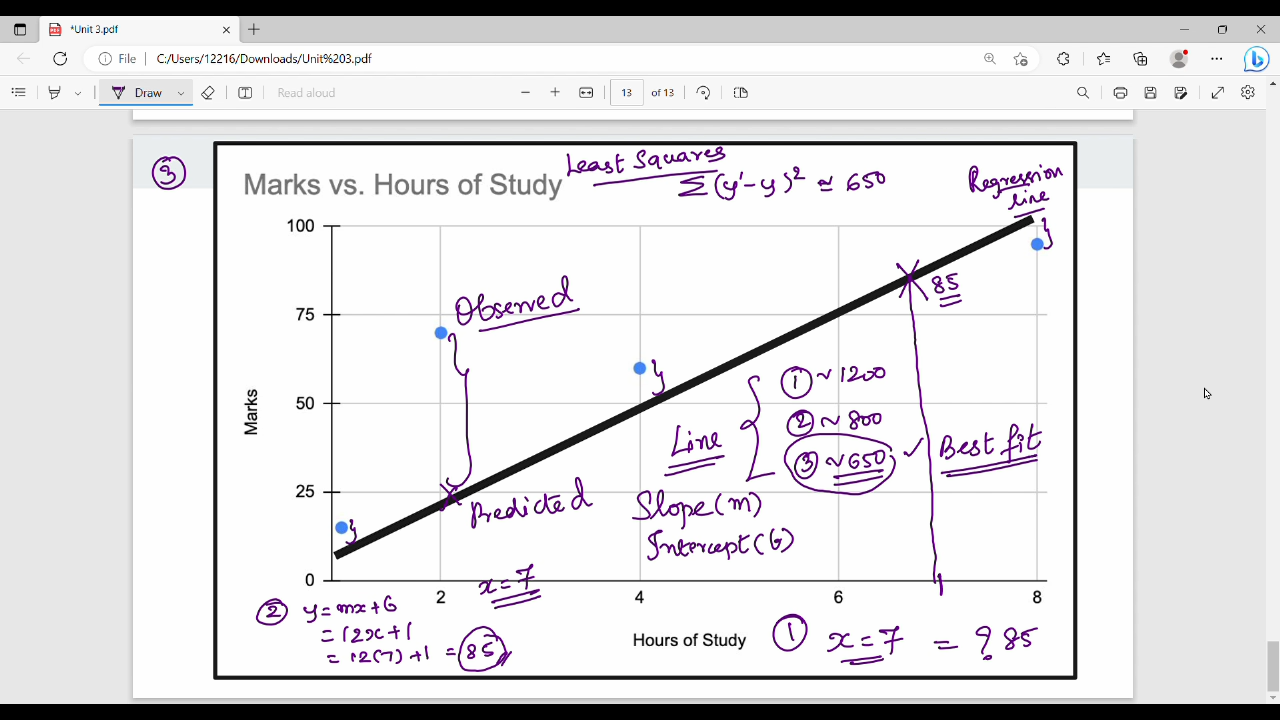 *Unit 3.pdf
File C:/Users/12216/Downloads/Unit%203.pdf
Draw Read aloud 13 of 13
3
Least Squares
Marks vs. Hours of Study
Σ(y'-y)² ≃ 650
Regression
line
100
75
50
25
0
Marks
Observed
85
Predicted
Line
1 ~ 1200
2 ~ 800
3 ~ 650 ✓ Best fit
Slope(m)
Intercept(b)
x=7
2 4 6 8
Hours of Study
2 y=mx+b
=12x+1
=12(7)+1 =85
1 x=7 = ? 85